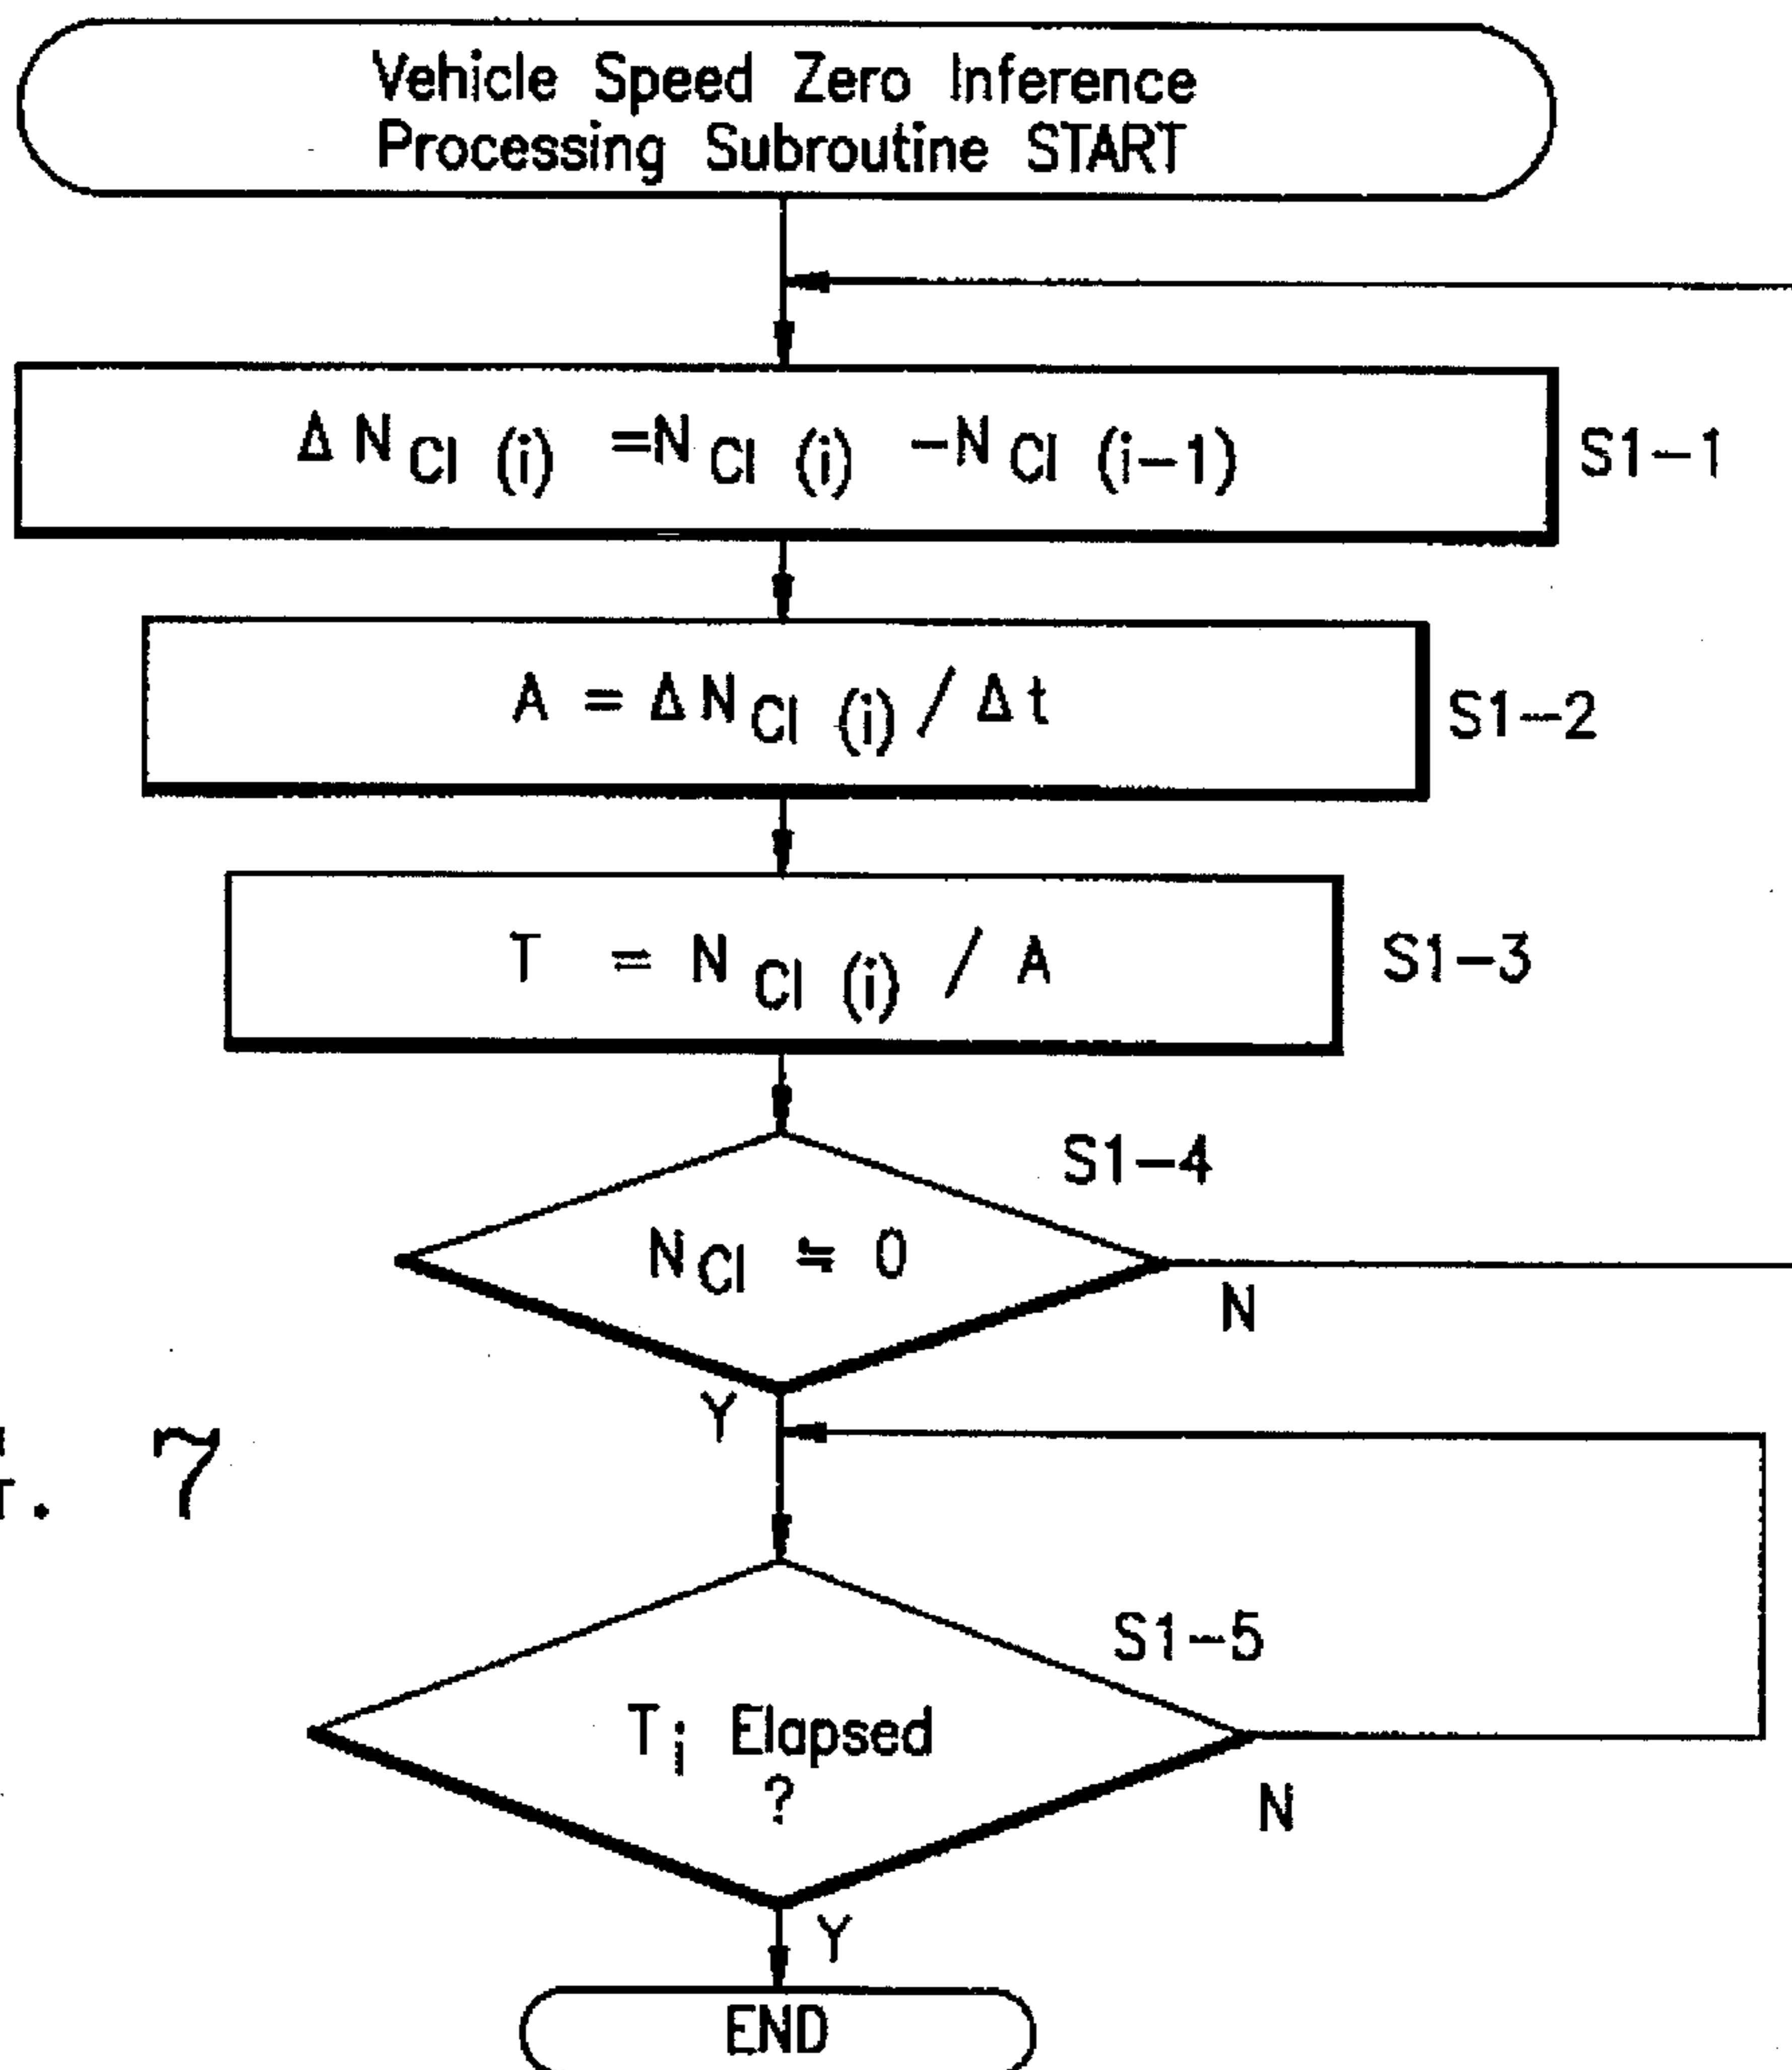 Vehicle Speed Zero Inference
Processing Subroutine START
ΔN Cl (i) =N Cl (i) -N Cl (i-1)
S1-1
A = ΔN Cl (i) / Δt
S1-2
T = N Cl (i) / A
S1-3
S1-4
N Cl ≒ 0
N
Y
7
S1-5
Ti Elapsed
?
N
Y
END